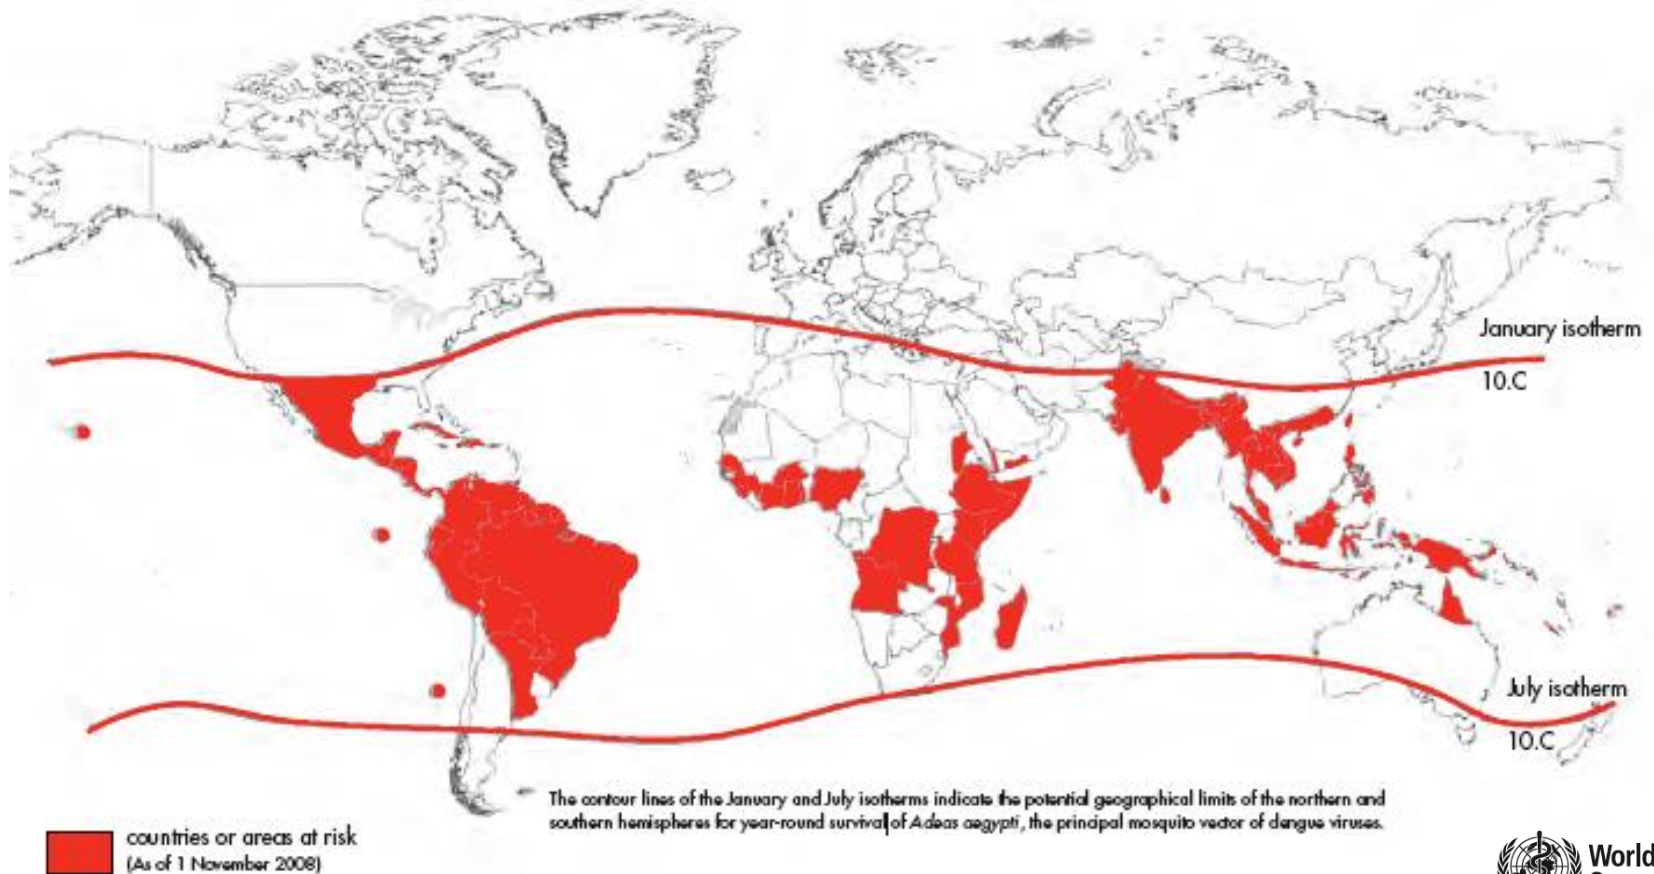 January isotherm
10.C
July isotherm
10.C
The contour lines of the January and July isotherms indicate the potential geographical limits of the northern and
southern hemispheres for year-round survival of Adeas aegypti, the principal mosquito vector of dengue viruses.
countries or areas at risk
(As of 1 November 2008)
World